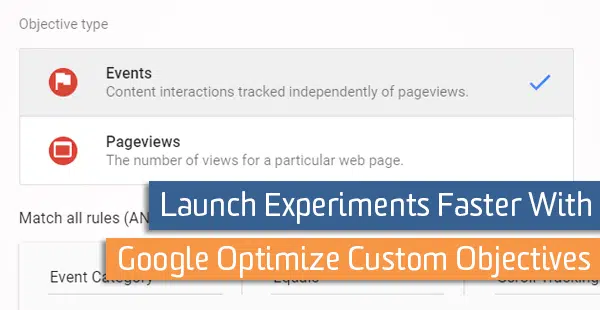 Objective type
Events
Content interactions tracked independently of pageviews.
Pageviews
The number of views for a particular web page.
Match all rules (AN
Launch Experiments Faster With
Google Optimize Custom Objectives
Event Category
Equals
Scroll Tracking